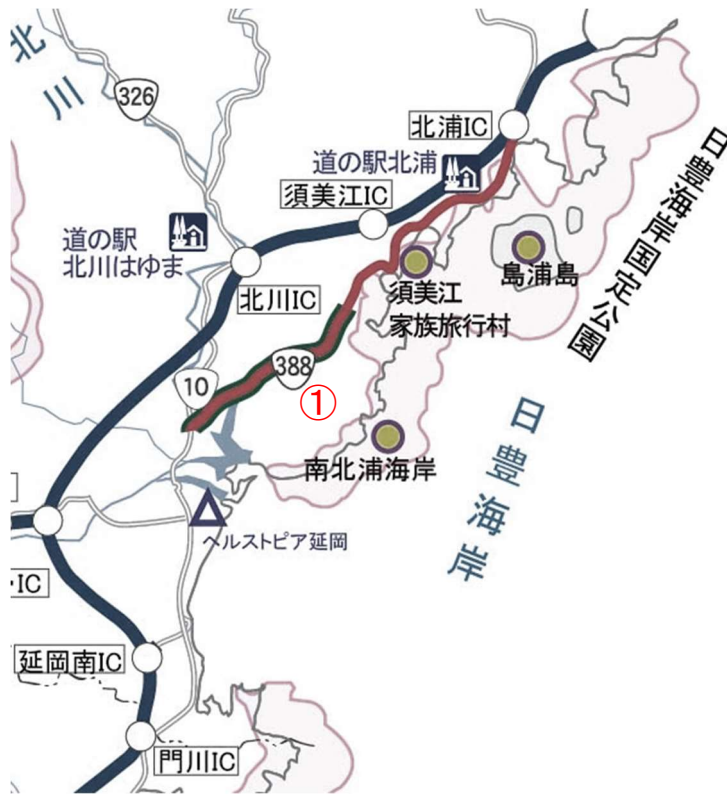 北川
326
北浦IC
道の駅北浦
須美江IC
道の駅
北川はゆま
北川IC
須美江
家族旅行村
島浦島
日豊海岸国定公園
388
10
①
南北浦海岸
日豊海岸
ヘルストピア延岡
IC
延岡南IC
門川IC